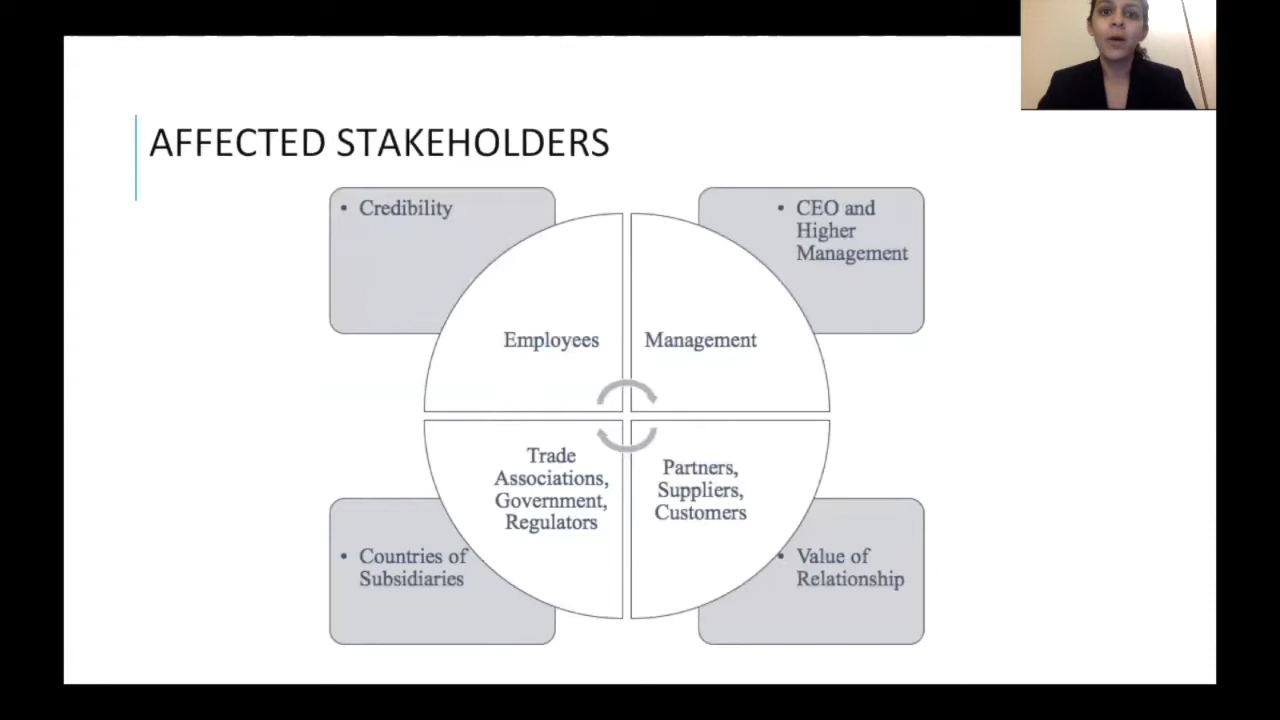 AFFECTED STAKEHOLDERS
• Credibility
• CEO and
Higher
Management
Employees
Management
Trade
Associations,
Government,
Regulators
Partners,
Suppliers,
Customers
• Countries of
Subsidiaries
• Value of
Relationship